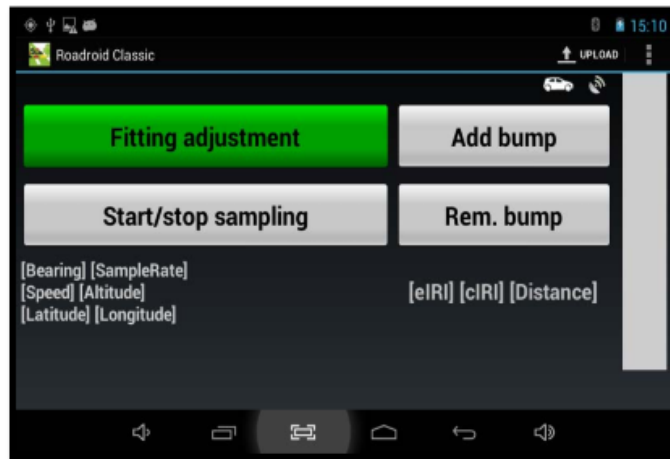 15:10
Roadroid Classic
UPLOAD
Fitting adjustment
Add bump
Start/stop sampling
Rem. bump
[Bearing] [SampleRate]
[Speed] [Altitude]
[Latitude] [Longitude]
[eIRI] [cIRI] [Distance]